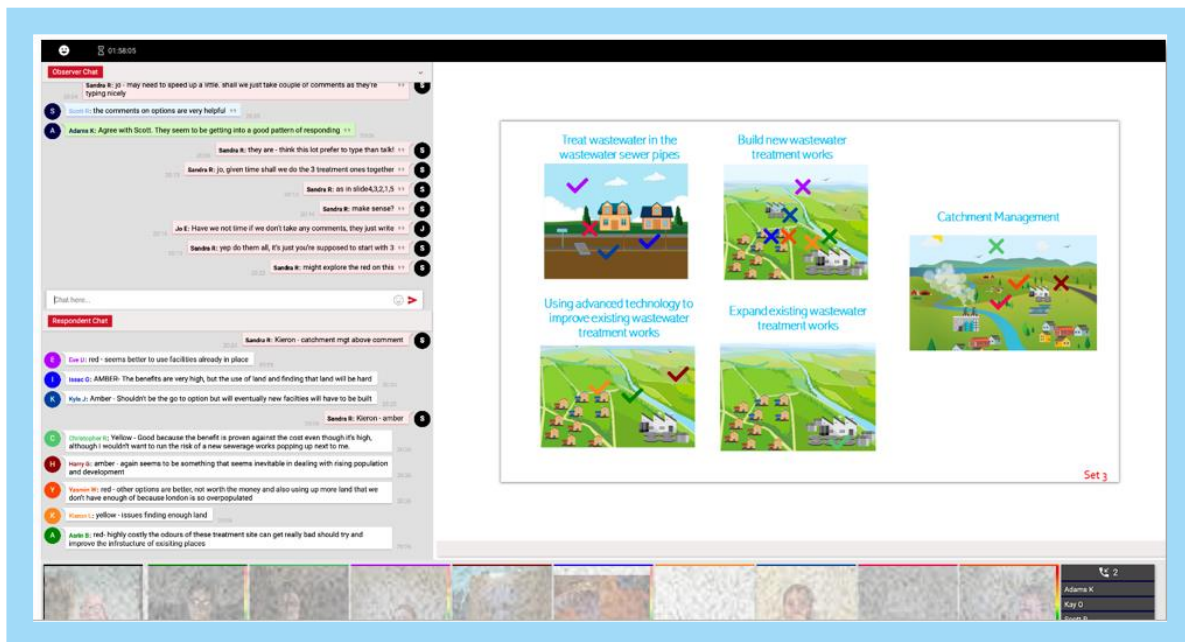 01:58:05
Observer Chat
Sandra R: jo - may need to speed up a little. shall we just take couple of comments as they're
typing nicely
Scott R: the comments on options are very helpful
Adams K: Agree with Scott. They seem to be getting into a good pattern of responding
Sandra R: they are - think this lot prefer to type than talk!
Sandra R: jo, given time shall we do the 3 treatment ones together
Sandra R: as in slide4,3,2,1,5
Sandra R: make sense?
Jo E: Have we not time if we don't take any comments, they just write
Sandra R: yep do them all, it's just you're supposed to start with 3
Sandra R: might explore the red on this
Chat here...
Respondent Chat
Sandra R: Kieron - catchment mgt above comment
Eve U: red - seems better to use facilities already in place
Issac G: AMBER- The benefits are very high, but the use of land and finding that land will be hard
Kyle J: Amber - Shouldn't be the go to option but will eventually new facilties will have to be built
Sandra R: Kieron - amber
Christopher R: Yellow - Good because the benefit is proven against the cost even though it's high,
although I wouldn't want to run the risk of a new sewerage works popping up next to me.
Harry G: amber - again seems to be something that seems inevitable in dealing with rising population
and development
Yasmin W: red - other options are better, not worth the money and also using up more land that we
don't have enough of because london is so overpopulated
yellow - issues finding enough land
red- highly costly the odours of these treatment site can get really bad should try and
improve the infrstucture of exisiting places
Treat wastewater in the
wastewater sewer pipes
Build new wastewater
treatment works
Catchment Management
Using advanced technology to
improve existing wastewater
treatment works
Expand existing wastewater
treatment works
Set 3
2
Adams K
Kay O